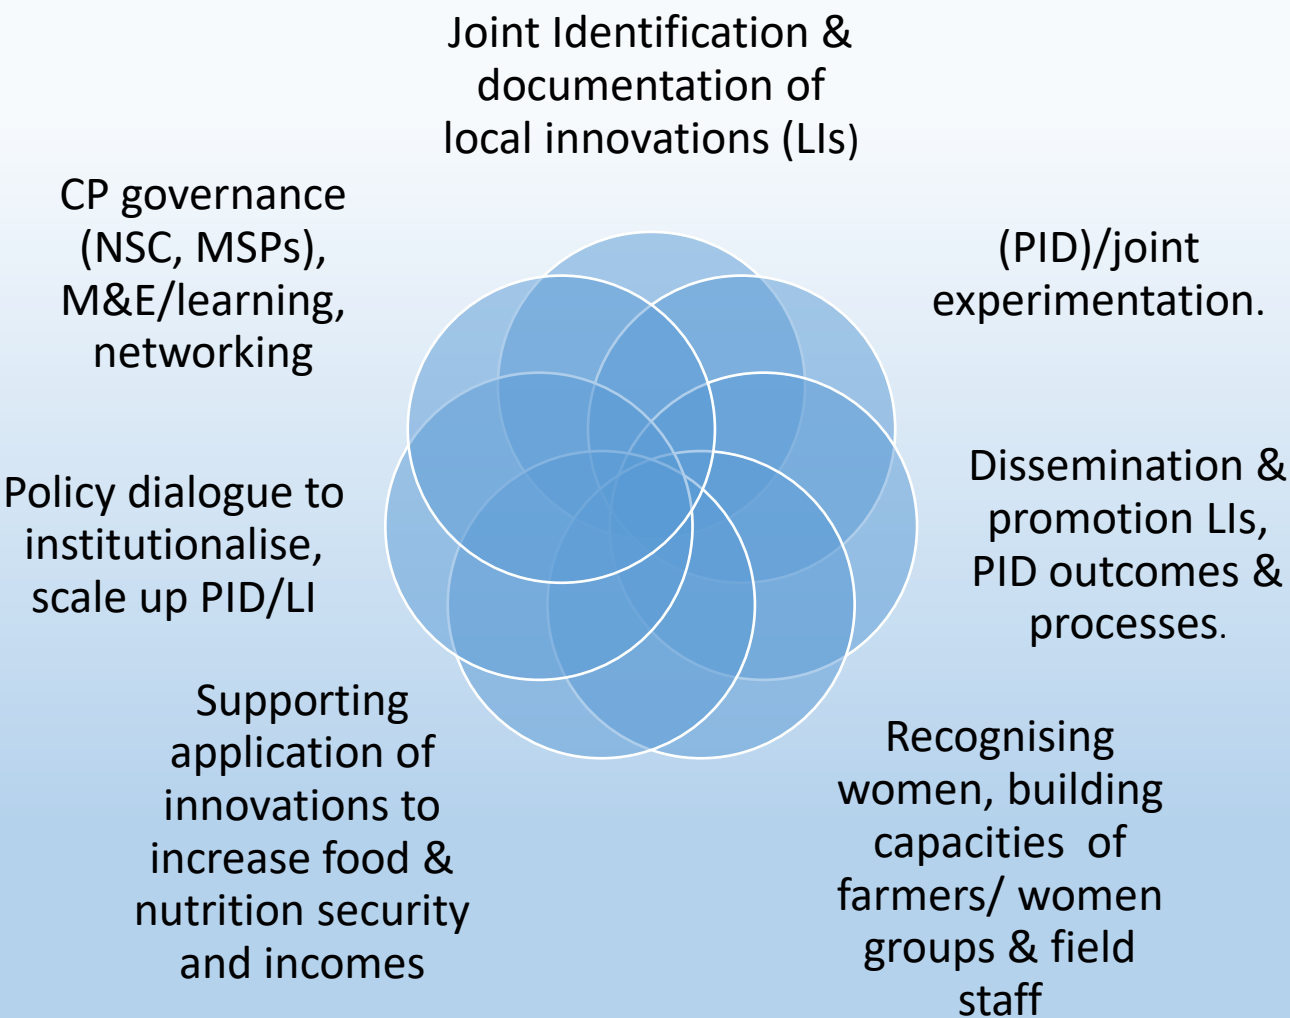 Joint Identification &
documentation of
local innovations (LIs)
(PID)/joint
experimentation.
Dissemination &
promotion LIs,
PID outcomes &
processes.
Recognising
women, building
capacities of
farmers/ women
groups & field
staff
Supporting
application of
innovations to
increase food &
nutrition security
and incomes
Policy dialogue to
institutionalise,
scale up PID/LI
CP governance
(NSC, MSPs),
M&E/learning,
networking